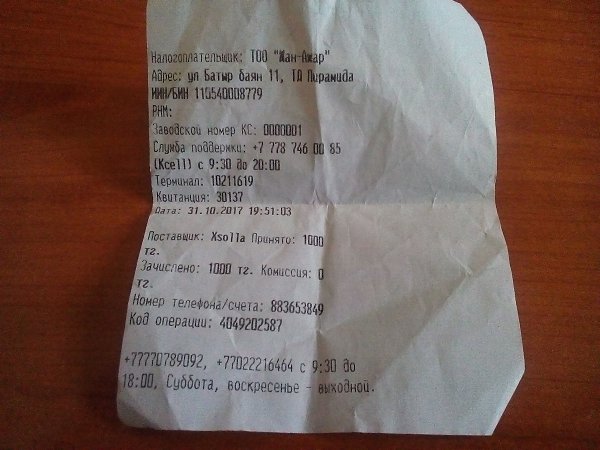 Налогоплательщик: ТОО "Жан-Ажар"
Адрес: ул Батыр баян 11, ТД Пирамида
ИИН/БИН 110540008779
РНМ:
Заводской номер КС: 0000001
Служба поддержки: +7 778 746 00 85
(Kcell) с 9:30 до 20:00
Терминал: 10211619
Квитанция: 30137
Дата: 31.10.2017 19:51:03
Поставщик: Xsolla Принято: 1000
тг.
Зачислено: 1000 тг. Комиссия: 0
тг.
Номер телефона/счета: 883653849
Код операции: 4049202587
+77770789092, +77022216464 с 9:30 до
18:00, Суббота, воскресенье - выходной.